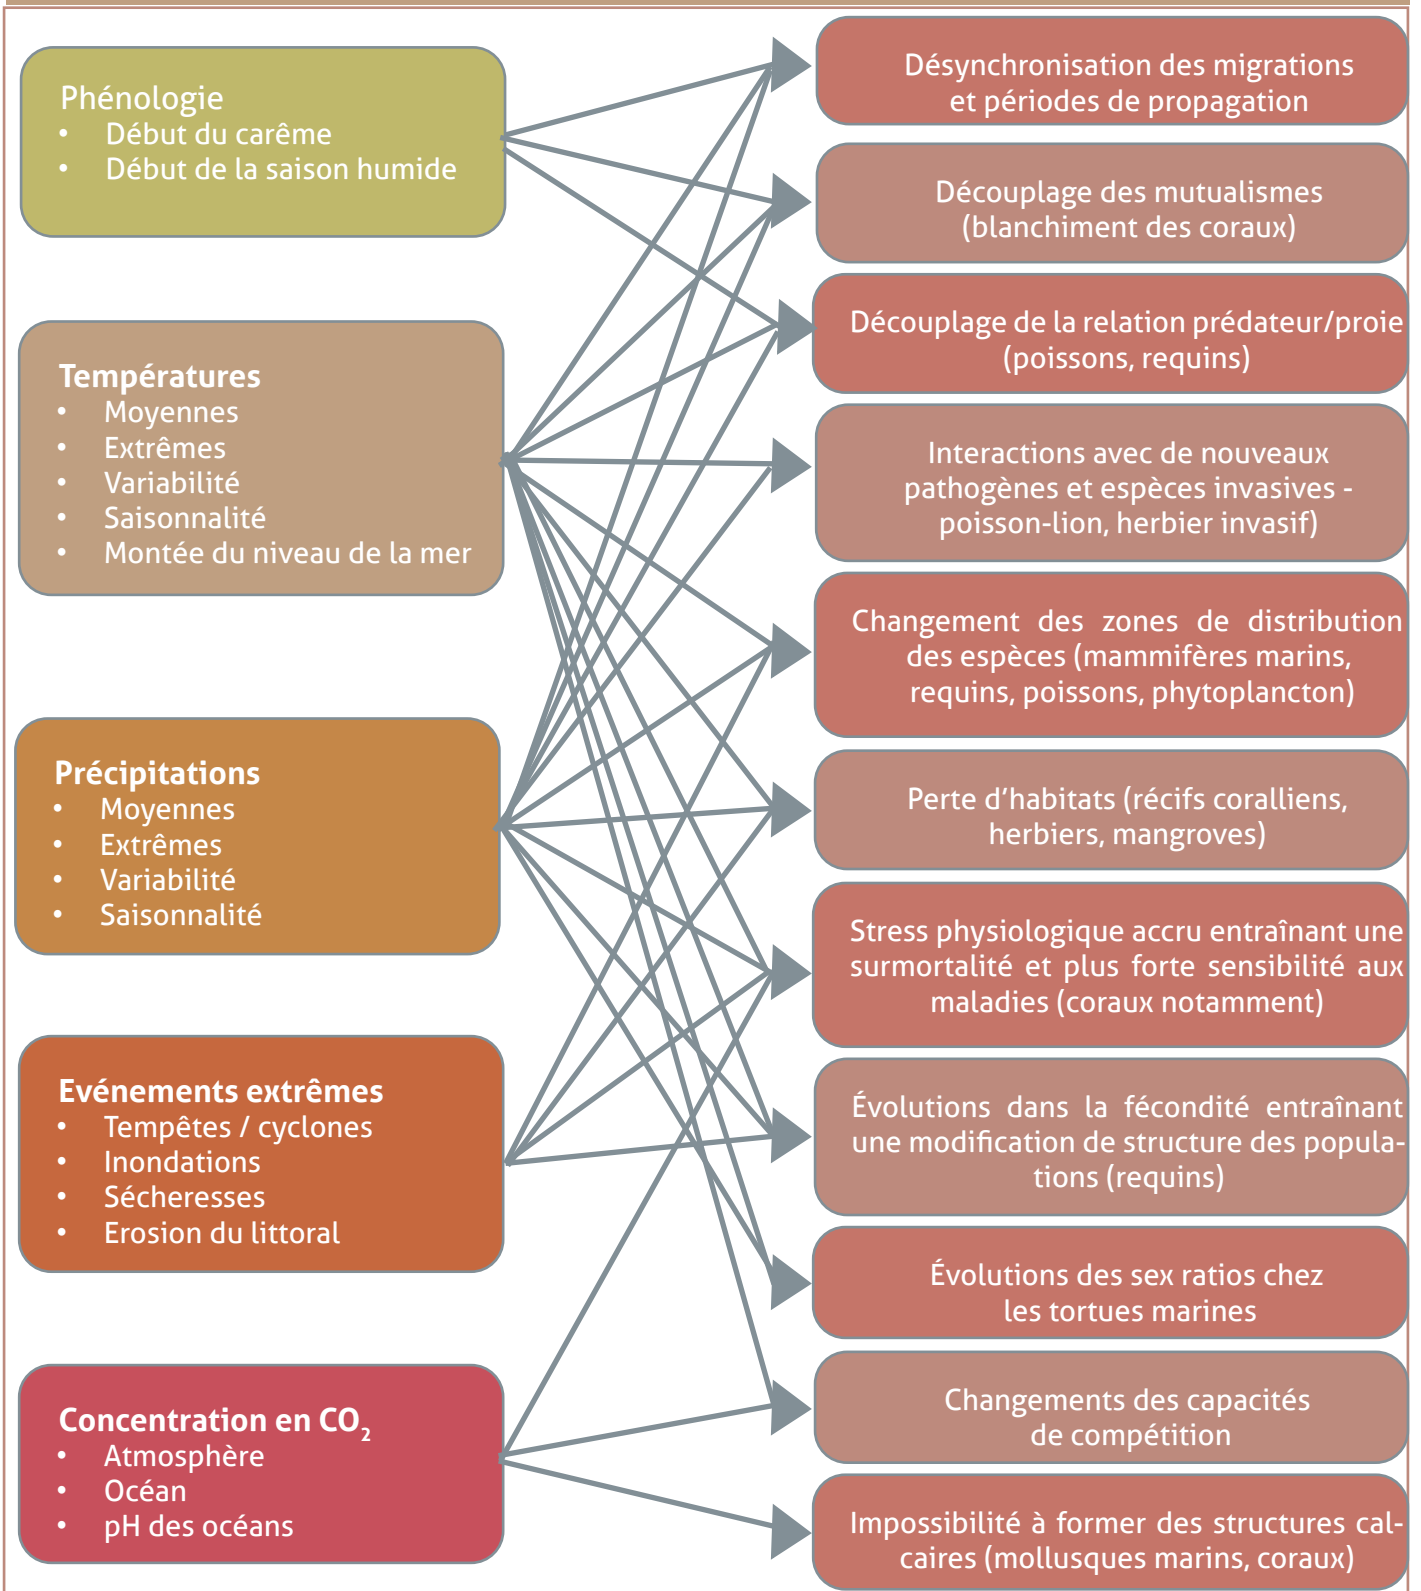 Phénologie
• Début du carême
• Début de la saison humide
Températures
• Moyennes
• Extrêmes
• Variabilité
• Saisonnalité
• Montée du niveau de la mer
Précipitations
• Moyennes
• Extrêmes
• Variabilité
• Saisonnalité
Evénements extrêmes
• Tempêtes / cyclones
• Inondations
• Sécheresses
• Erosion du littoral
Concentration en CO₂
• Atmosphère
• Océan
• pH des océans
Désynchronisation des migrations
et périodes de propagation
Découplage des mutualismes
(blanchiment des coraux)
Découplage de la relation prédateur/proie
(poissons, requins)
Interactions avec de nouveaux
pathogènes et espèces invasives -
poisson-lion, herbier invasif)
Changement des zones de distribution
des espèces (mammifères marins,
requins, poissons, phytoplancton)
Perte d’habitats (récifs coralliens,
herbiers, mangroves)
Stress physiologique accru entraînant une
surmortalité et plus forte sensibilité aux
maladies (coraux notamment)
Évolutions dans la fécondité entraînant
une modification de structure des popula-
tions (requins)
Évolutions des sex ratios chez
les tortues marines
Changements des capacités
de compétition
Impossibilité à former des structures cal-
caires (mollusques marins, coraux)